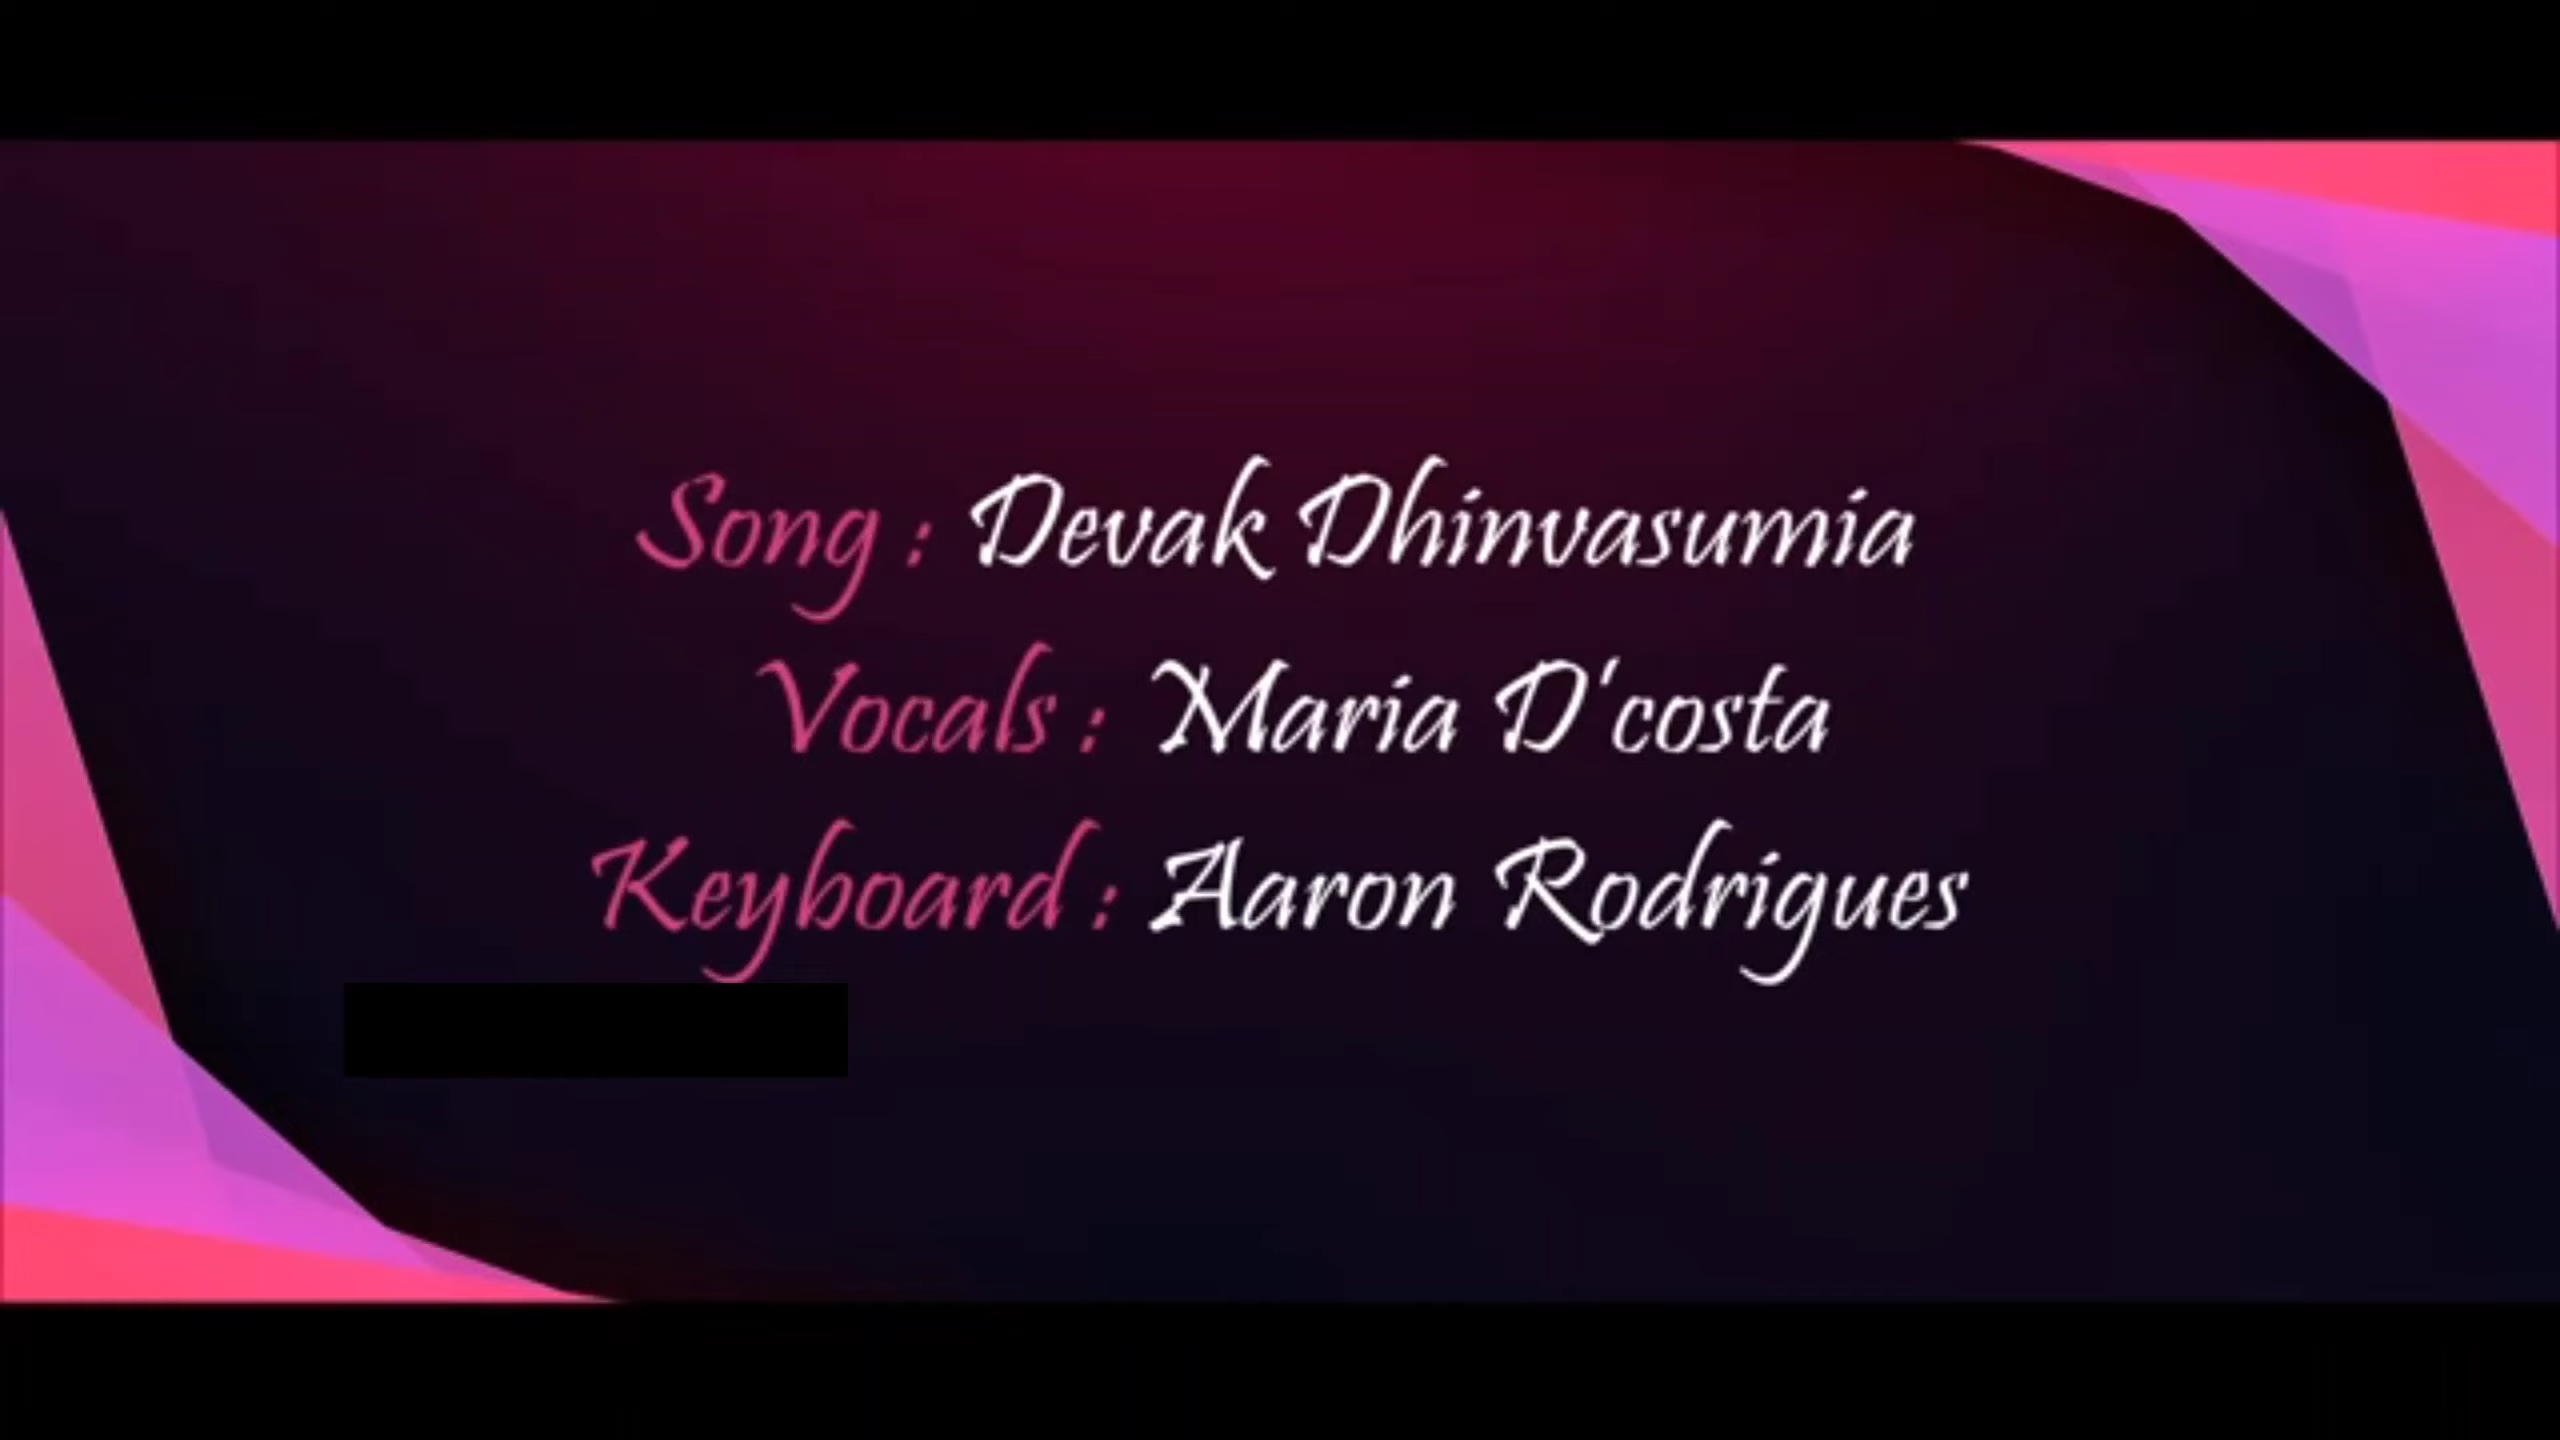 Song : Devak Dhinvasumia
Vocals : Maria D'costa
Keyboard : Aaron Rodrigues